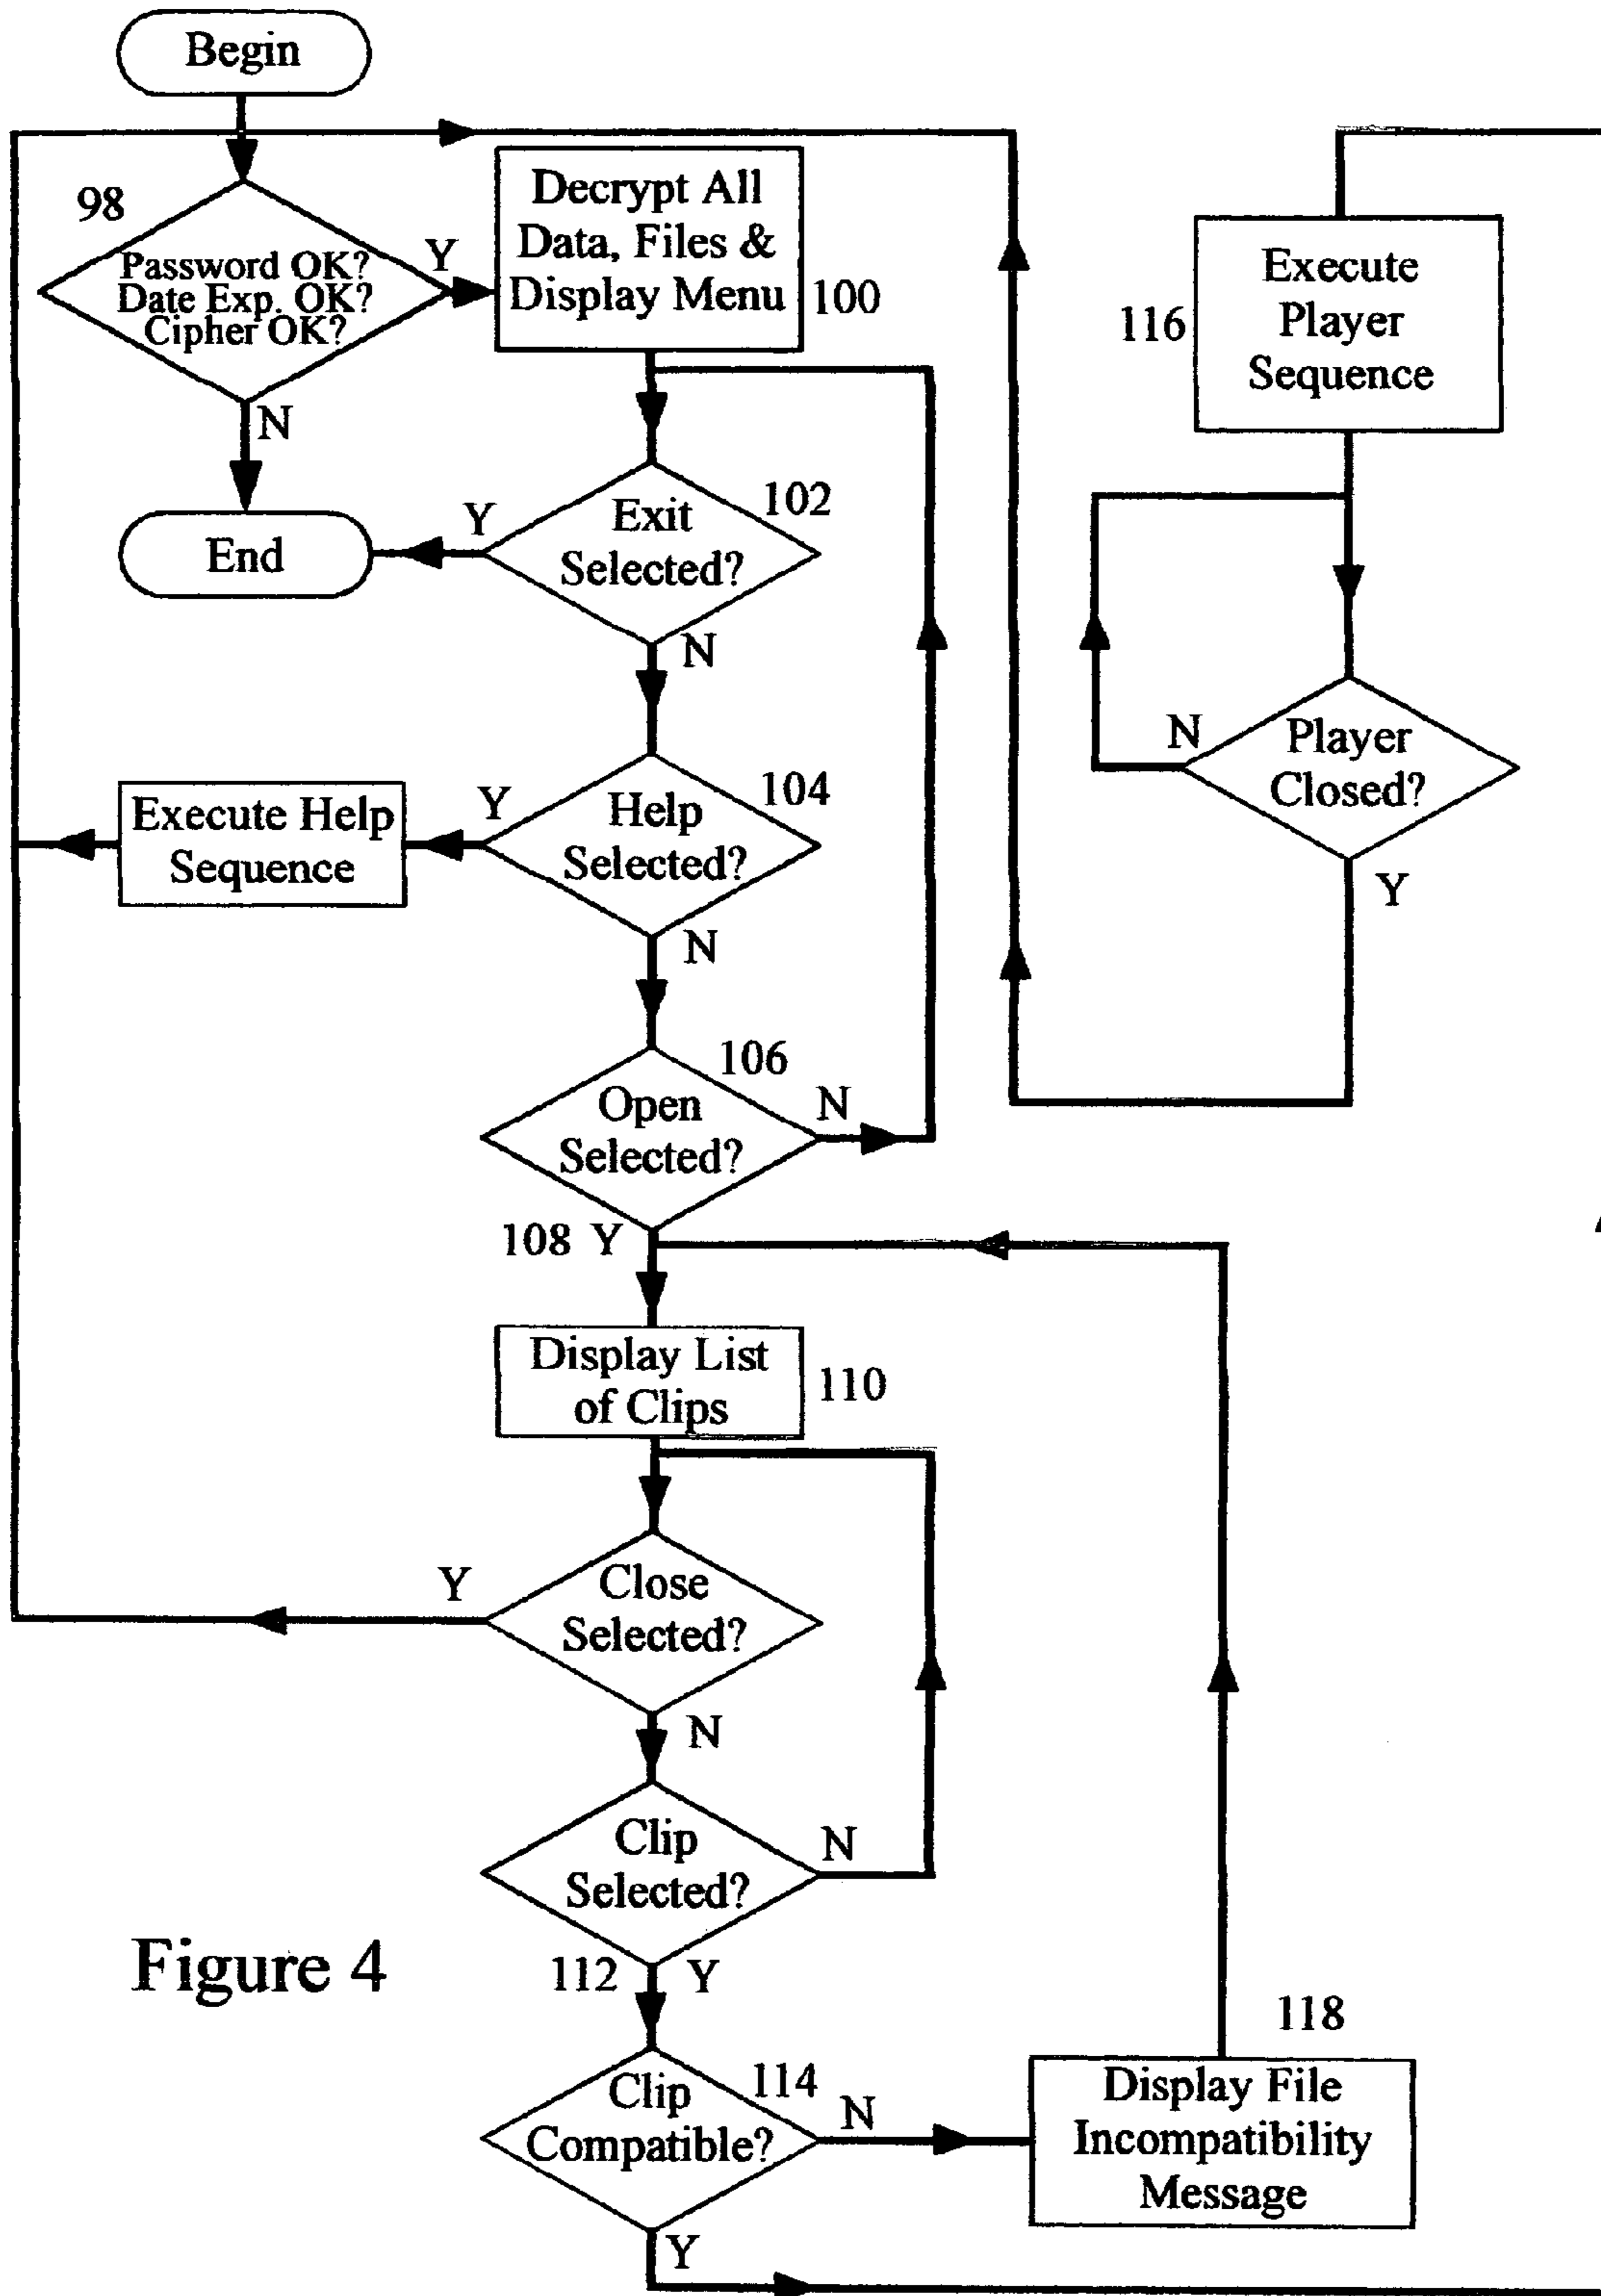 Begin
98
Password OK?
Date Exp. OK?
Cipher OK?
Y
N
Decrypt All
Data, Files &
Display Menu
100
End
Y
Exit
Selected?
102
N
Execute Help
Sequence
Y
Help
Selected?
104
N
106
Open
Selected?
N
108 Y
Display List
of Clips
110
Y
Close
Selected?
N
Clip
Selected?
N
112 Y
Clip
Compatible?
114
N
Y
118
Display File
Incompatibility
Message
116
Execute
Player
Sequence
N
Player
Closed?
Y
Figure 4